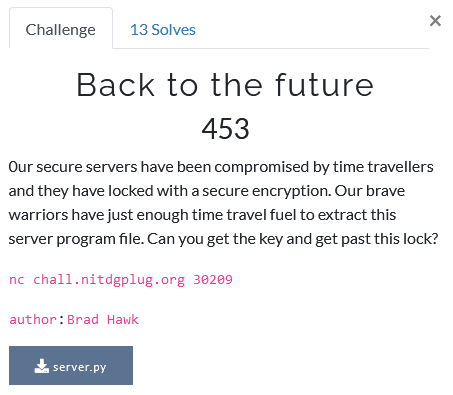 Challenge
13 Solves
×
Back to the future
453
0ur secure servers have been compromised by time travellers
and they have locked with a secure encryption. Our brave
warriors have just enough time travel fuel to extract this
server program file. Can you get the key and get past this lock?
nc chall.nitdgplug.org 30209
author:Brad Hawk
server.py